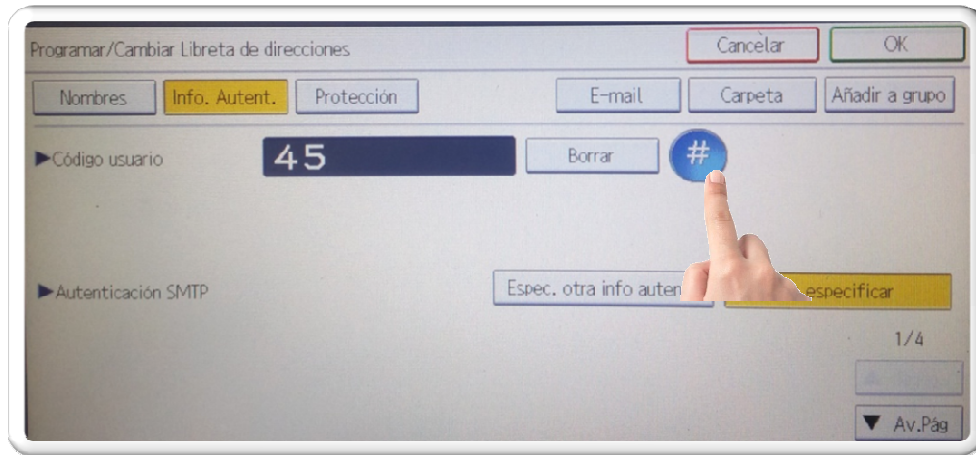 Programar/Cambiar Libreta de direcciones
Cancelar
OK
Nombres
Info. Autent.
Protección
E-mail
Carpeta
Añadir a grupo
►Código usuario
45
Borrar
#
►Autenticación SMTP
Espec. otra info auten
especificar
1/4
▼ Av.Pág